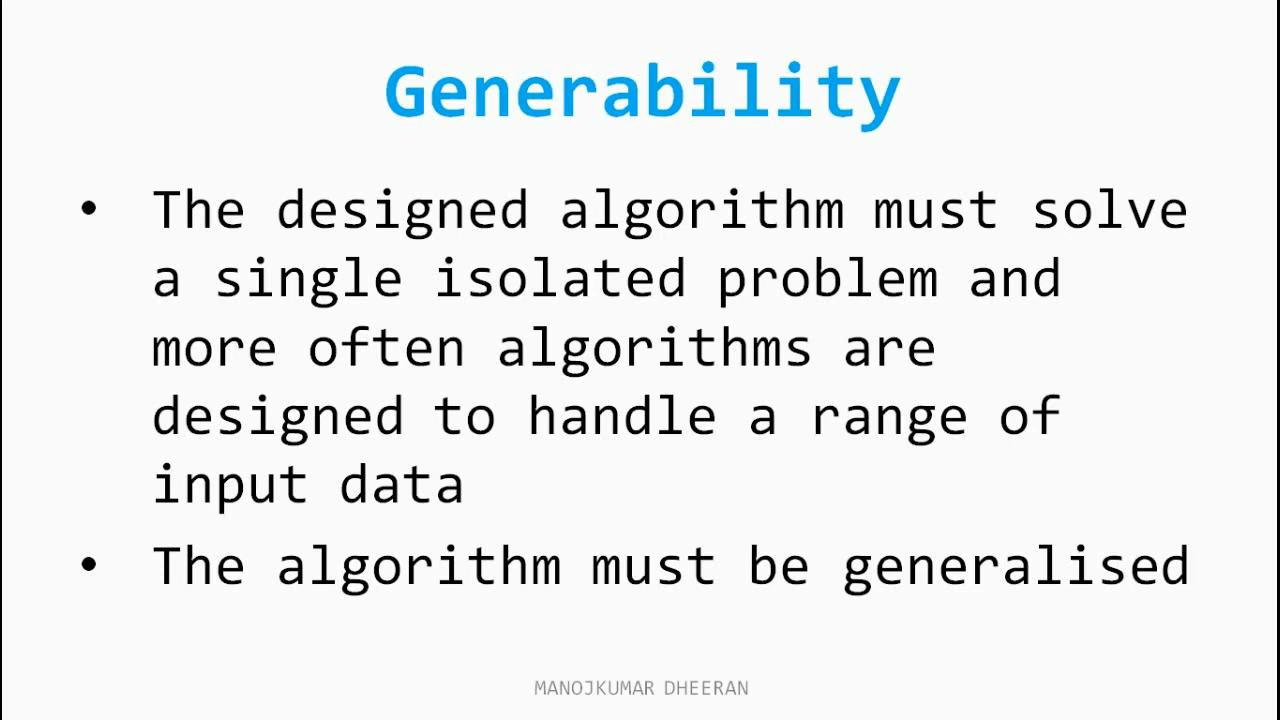 Generability
• The designed algorithm must solve
a single isolated problem and
more often algorithms are
designed to handle a range of
input data
• The algorithm must be generalised
MANOJKUMAR DHEERAN